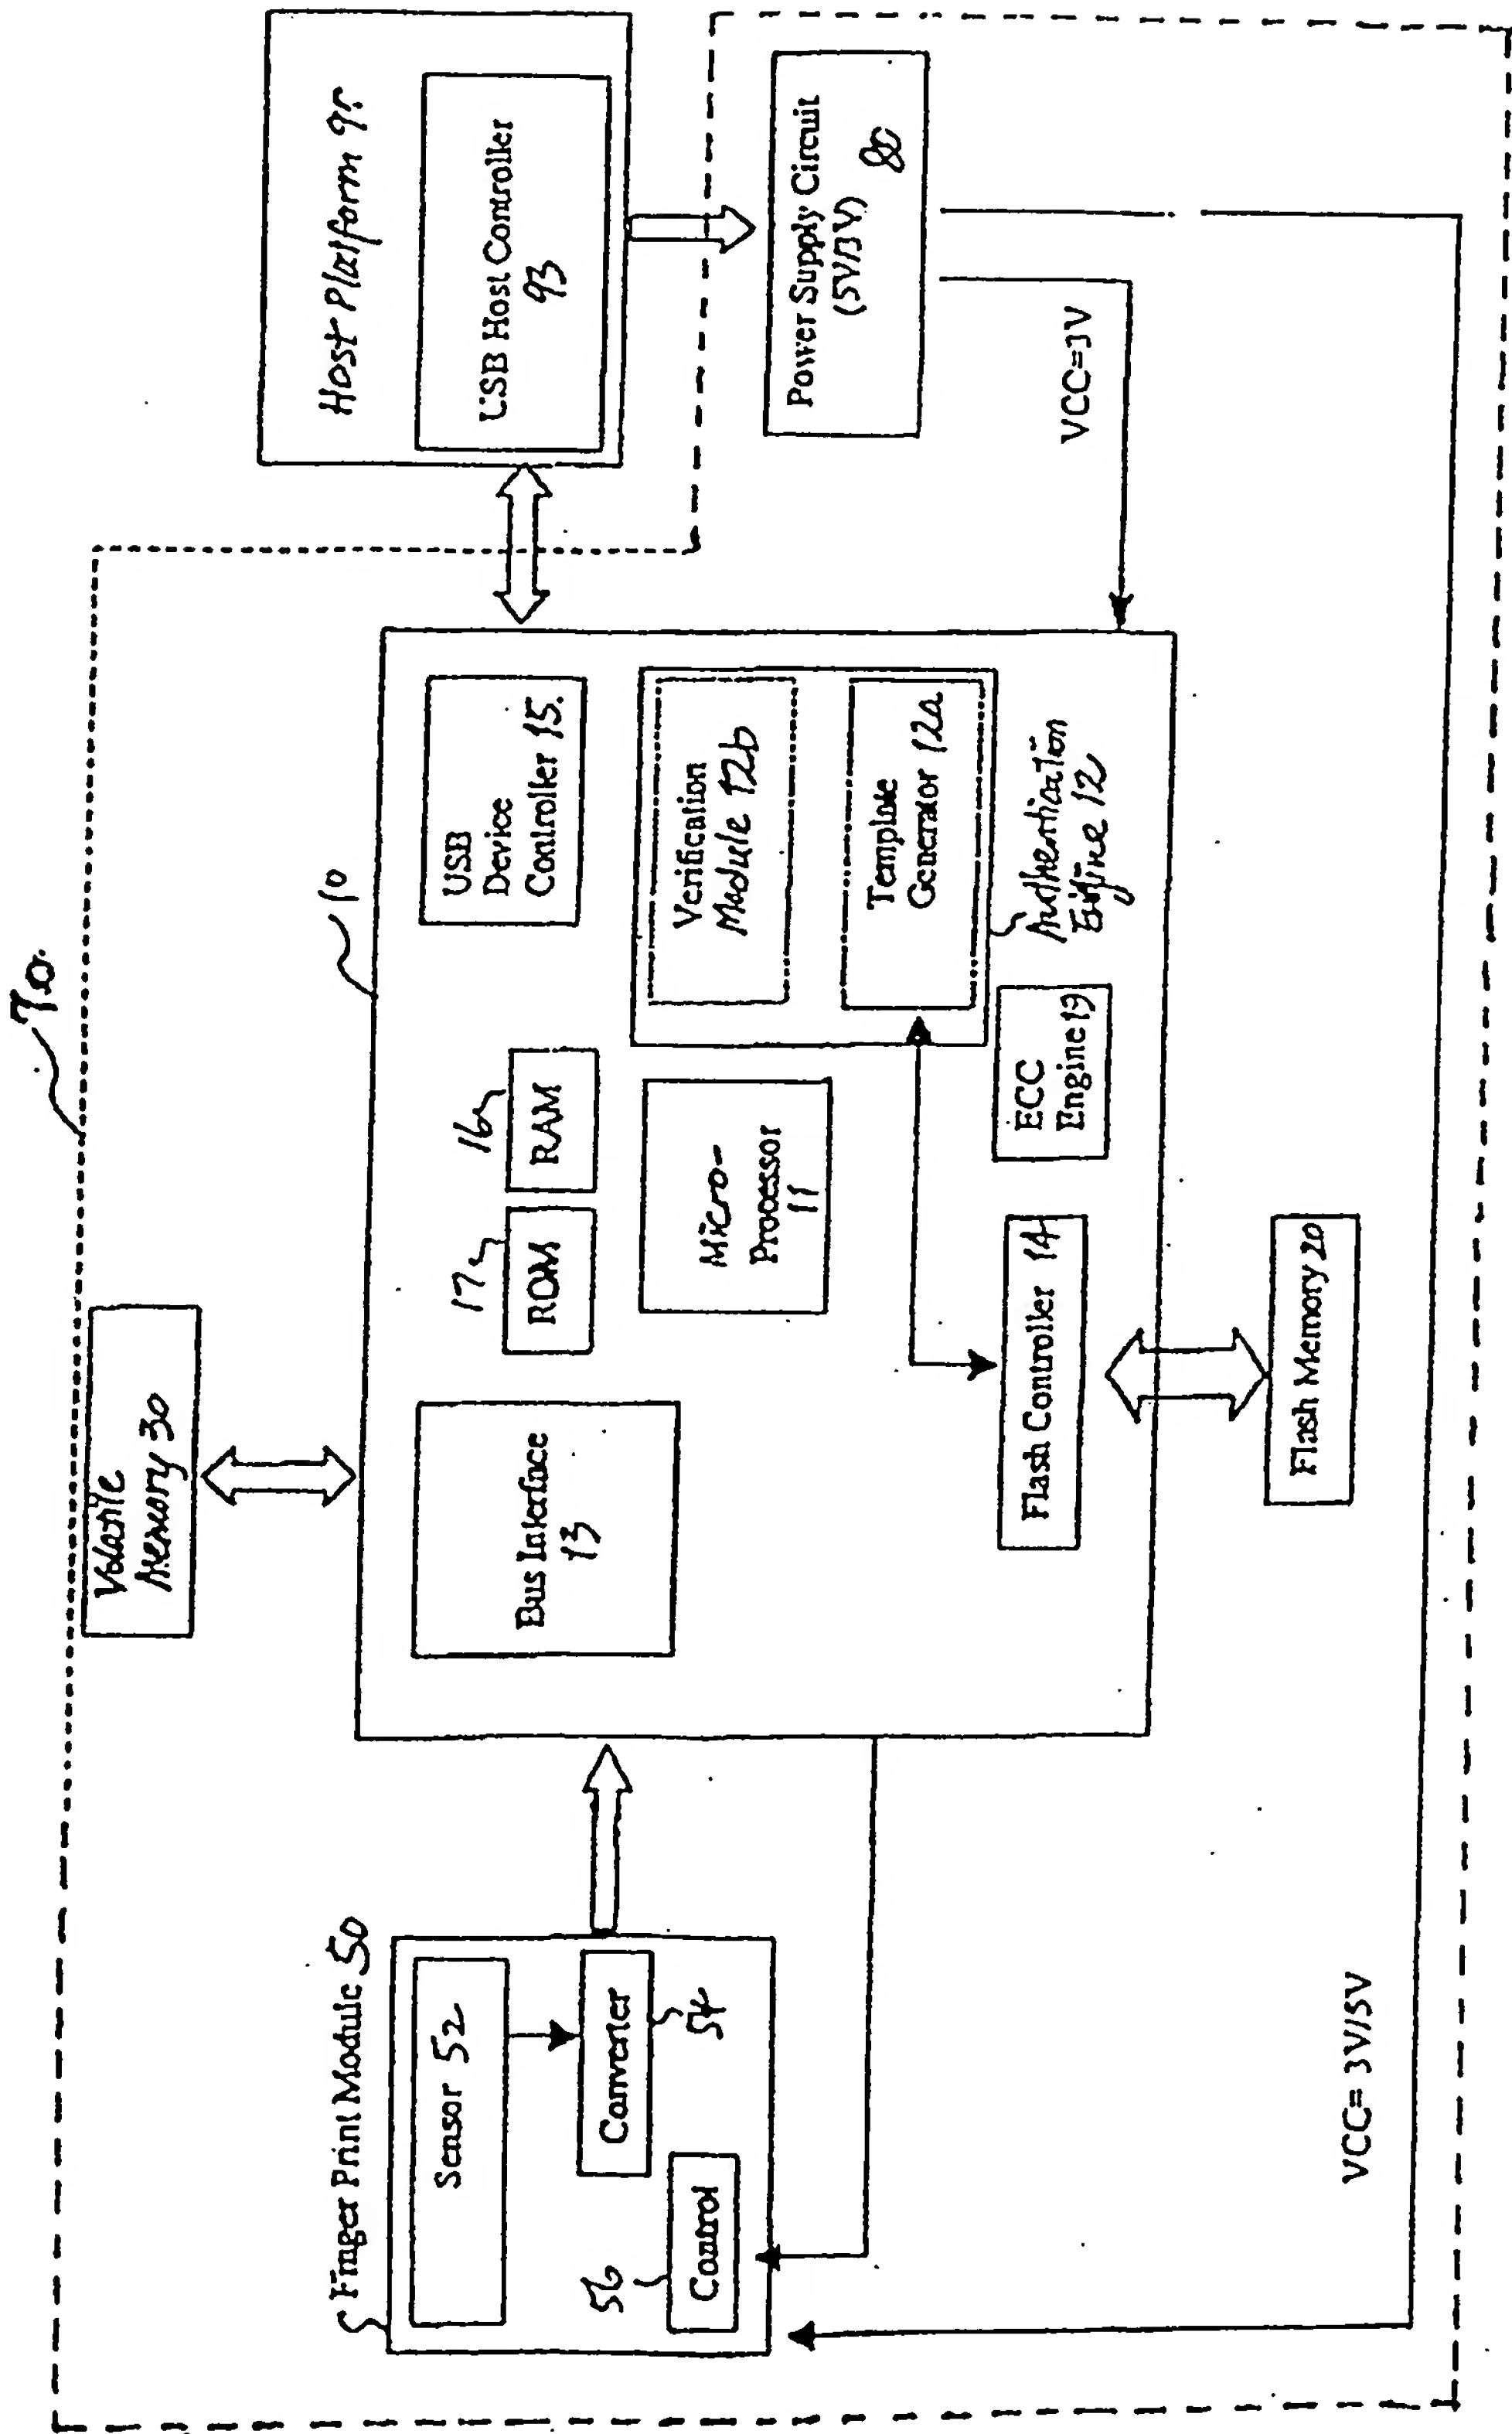 70
Volatile
Memory 30
Host Platform 9
USB Host Controller
93
10
Finger Print Module 50
Sensor 52
Converter
54
56
Control
Bus Interface
13
17
ROM
16
RAM
USB
Device
Controller 15.
Micro-
Processor
11
Verification
Module 12b
Template
Generator 12a
Authentication
Engine 12
Flash Controller 14
ECC
Engine 19
Flash Memory 20
Power Supply Circuit
(5V/3V)
80
VCC=3V
VCC= 3V/5V